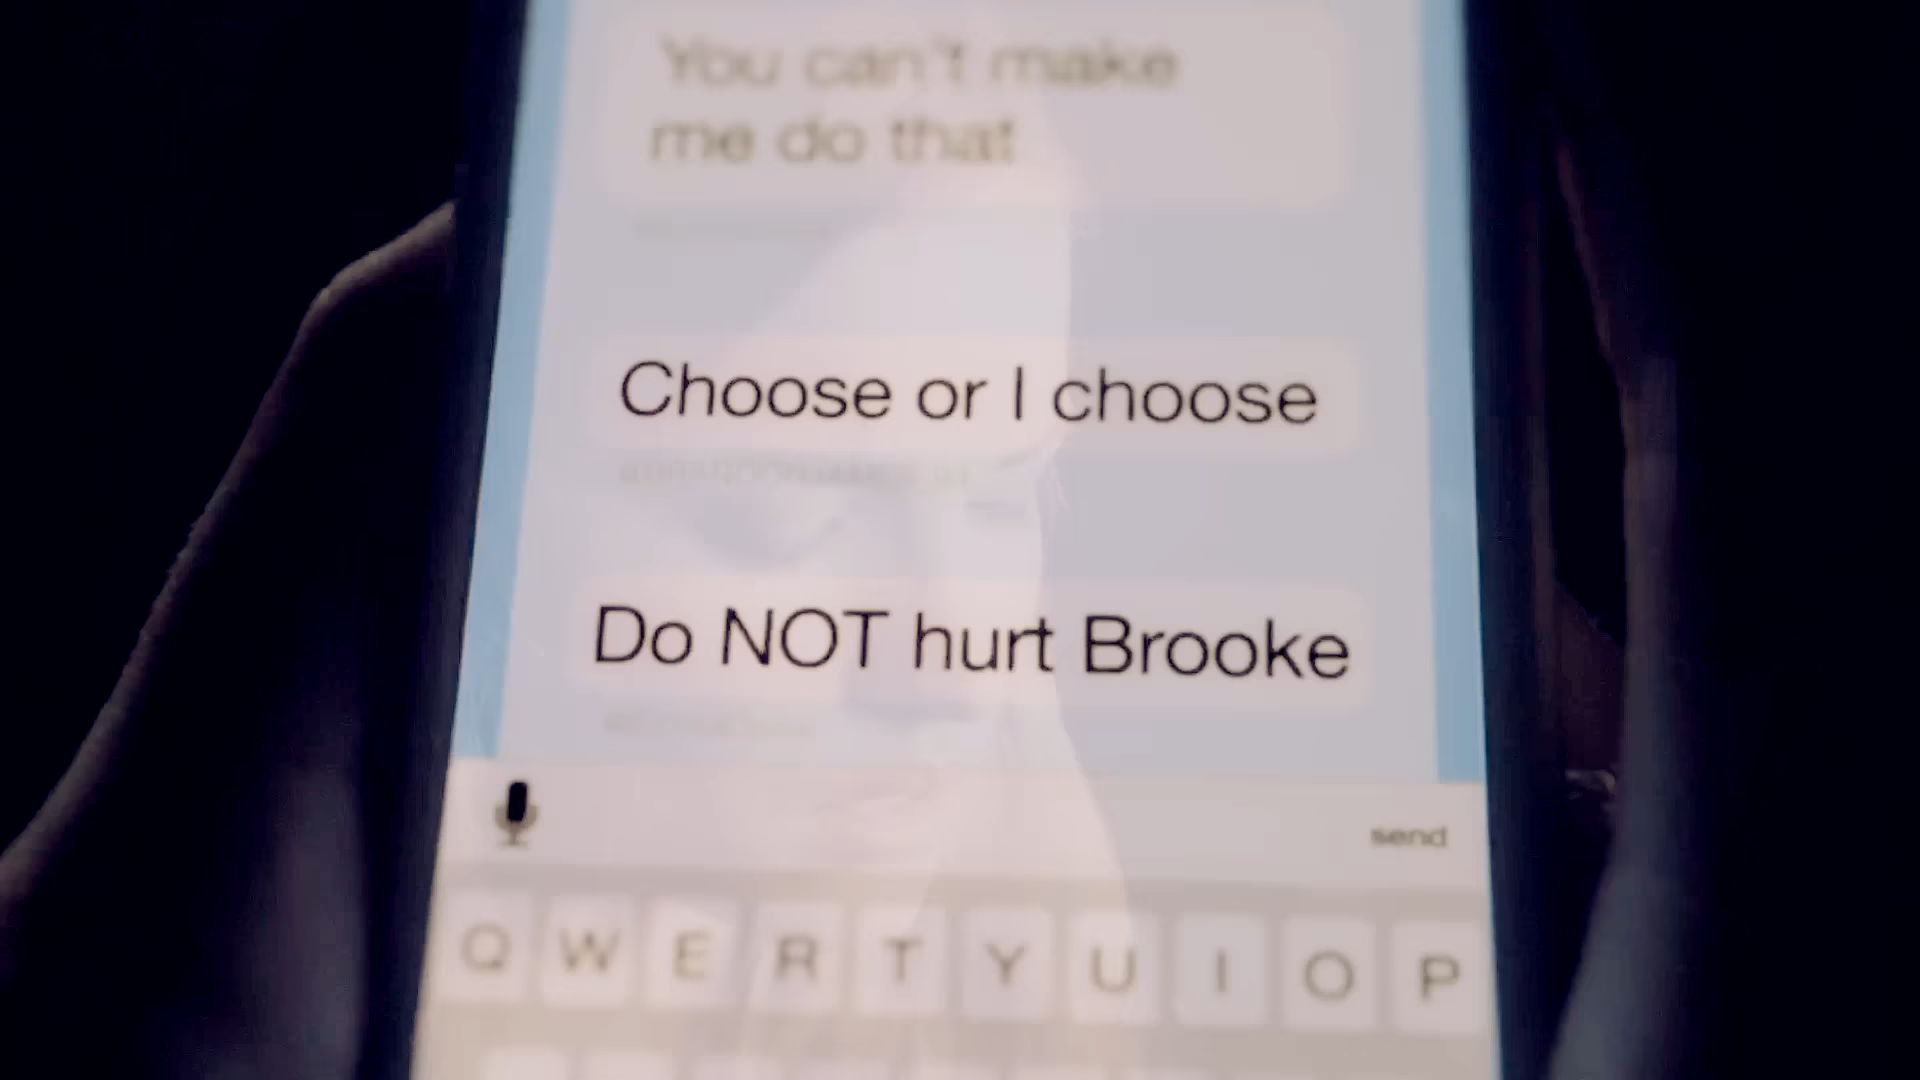 You can't make
me do that
Choose or I choose
Do NOT hurt Brooke
send
Q W E R T Y U I O P